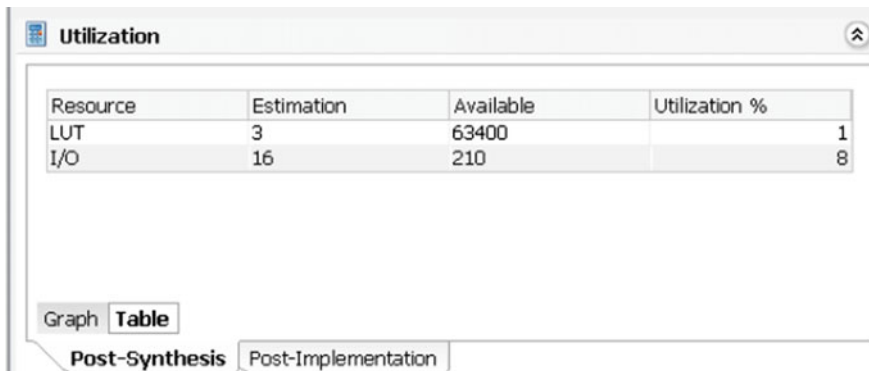 Utilization
Resource Estimation Available Utilization %
LUT 3 63400 1
I/O 16 210 8
Graph Table
Post-Synthesis Post-Implementation